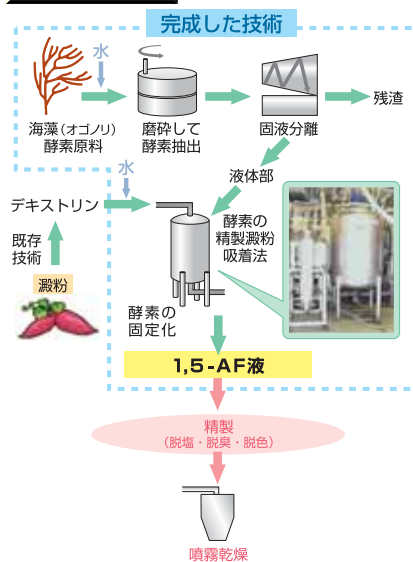 完成した技術
水
海藻（オゴノリ）
酵素原料
磨砕して
酵素抽出
固液分離
残渣
水
液体部
デキストリン
酵素の
精製澱粉
吸着法
既存
技術
澱粉
酵素の
固定化
1,5-AF液
精製
（脱塩・脱臭・脱色）
噴霧乾燥